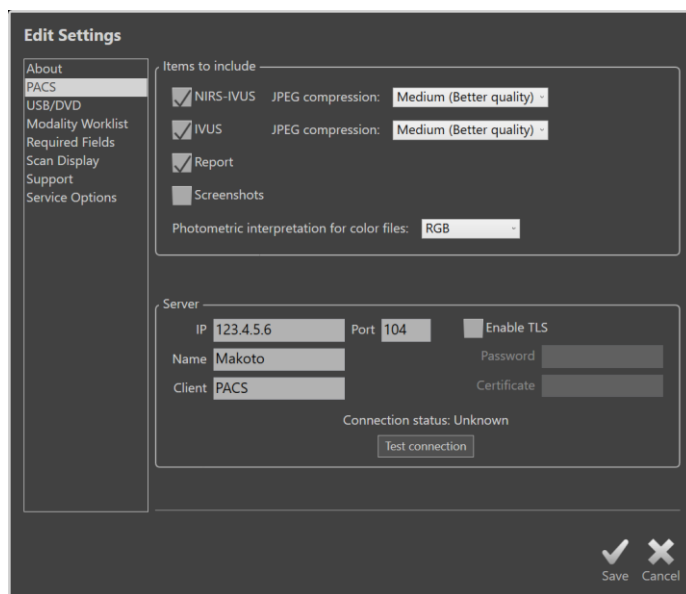 Edit Settings
About
PACS
USB/DVD
Modality Worklist
Required Fields
Scan Display
Support
Service Options
Items to include
NIRS-IVUS JPEG compression: Medium (Better quality)
IVUS JPEG compression: Medium (Better quality)
Report
Screenshots
Photometric interpretation for color files: RGB
Server
IP 123.4.5.6 Port 104 Enable TLS
Name Makoto Password
Client PACS Certificate
Connection status: Unknown
Test connection
Save Cancel